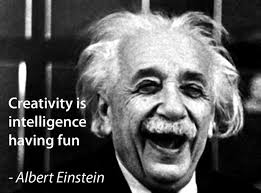 Creativity is
intelligence
having fun
- Albert Einstein